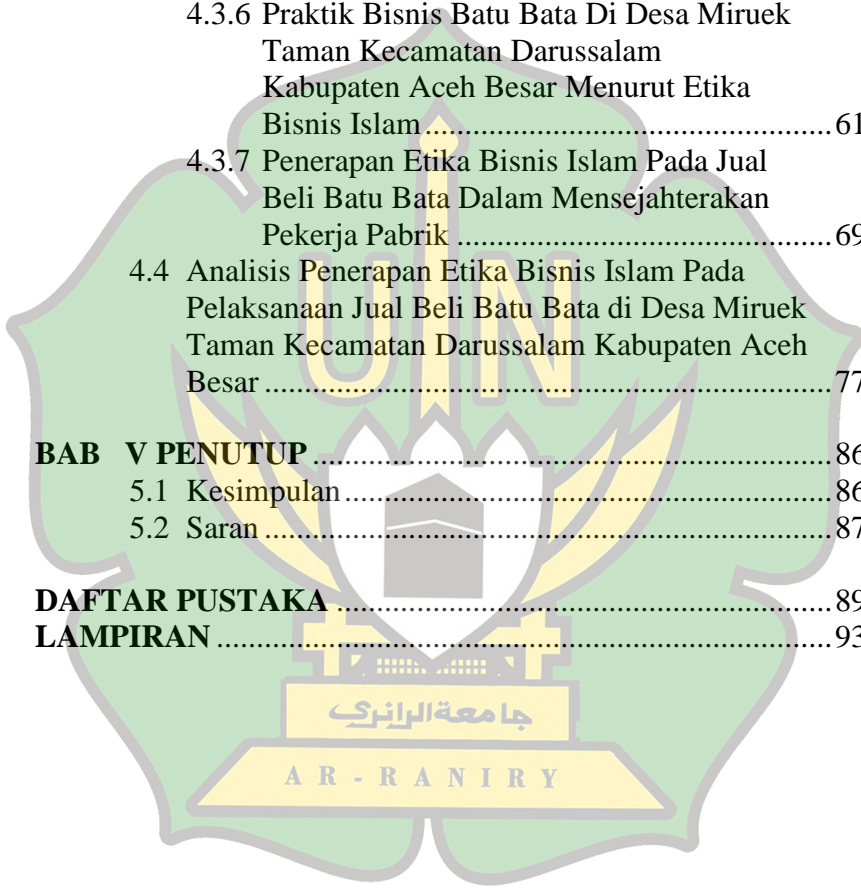 4.3.6 Praktik Bisnis Batu Bata Di Desa Miruek
Taman Kecamatan Darussalam
Kabupaten Aceh Besar Menurut Etika
Bisnis Islam.................................................61
4.3.7 Penerapan Etika Bisnis Islam Pada Jual
Beli Batu Bata Dalam Mensejahterakan
Pekerja Pabrik .............................................69
4.4 Analisis Penerapan Etika Bisnis Islam Pada
Pelaksanaan Jual Beli Batu Bata di Desa Miruek
Taman Kecamatan Darussalam Kabupaten Aceh
Besar ....................................................................77
BAB V PENUTUP ..............................................................86
5.1 Kesimpulan ..........................................................86
5.2 Saran ....................................................................87
DAFTAR PUSTAKA ...........................................................89
LAMPIRAN .........................................................................93
UIN
جامعة الرانري
AR-RANIRY